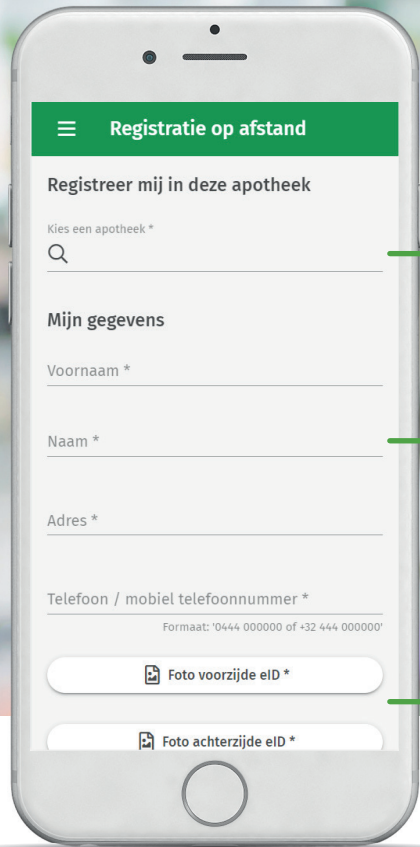 Registratie op afstand
Registreer mij in deze apotheek
Kies een apotheek *
Mijn gegevens
Voornaam *
Naam *
Adres *
Telefoon / mobiel telefoonnummer *
Formaat: '0444 000000 of +32 444 000000'
Foto voorzijde eID *
Foto achterzijde eID *